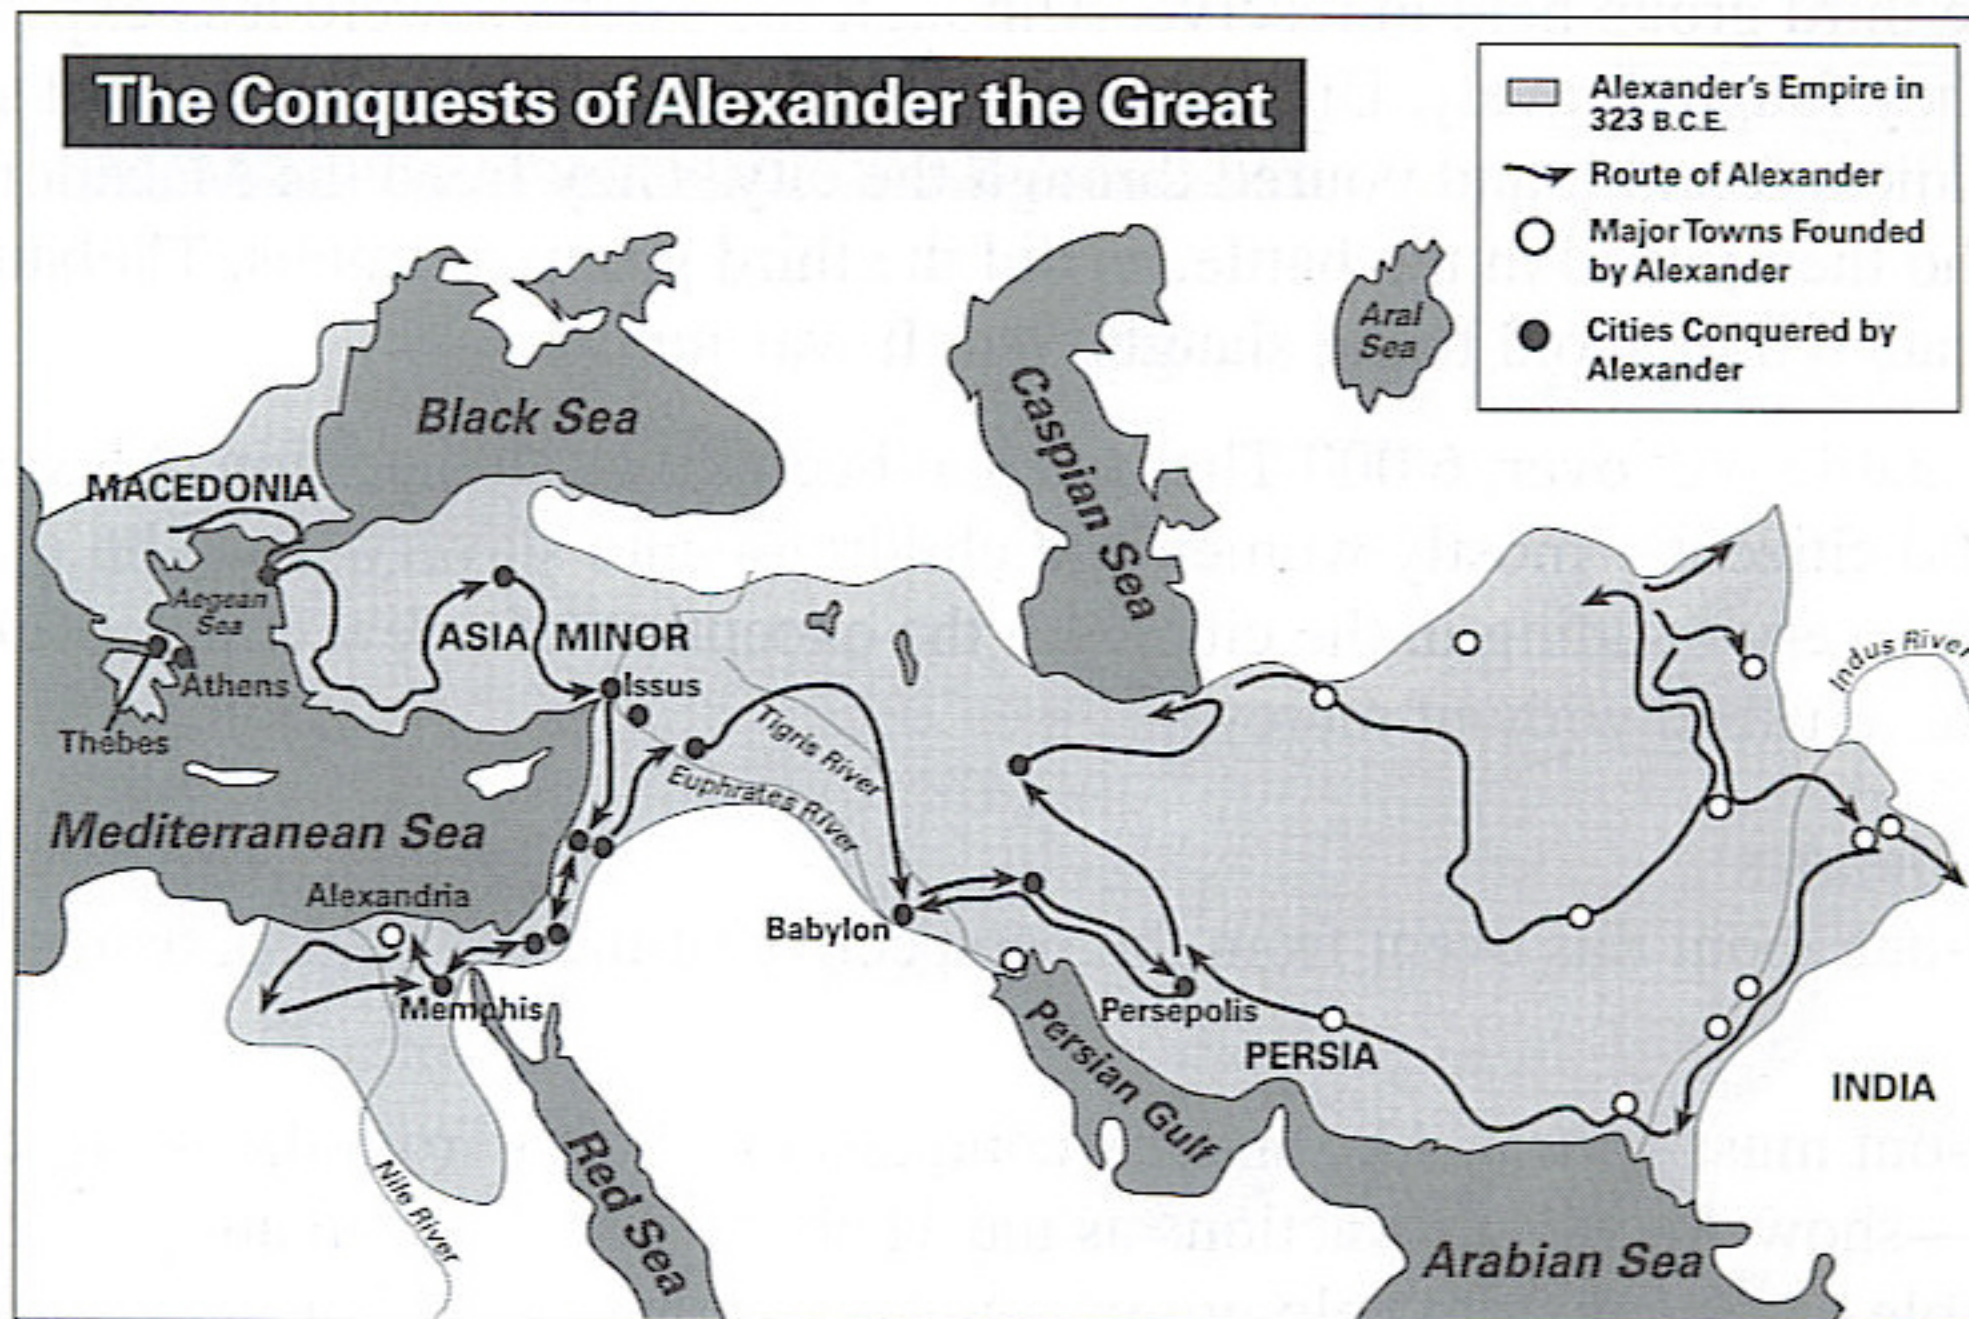 The Conquests of Alexander the Great
Alexander's Empire in
323 B.C.E.
Route of Alexander
Major Towns Founded
by Alexander
Cities Conquered by
Alexander
Aral
Sea
Black Sea
Caspian Sea
MACEDONIA
Aegean
Sea
ASIA MINOR
Indus River
Athens
Issus
Thebes
Tigris River
Euphrates River
Mediterranean Sea
Alexandria
Babylon
Memphis
Persepolis
Persian Gulf
PERSIA
INDIA
Nile River
Red Sea
Arabian Sea